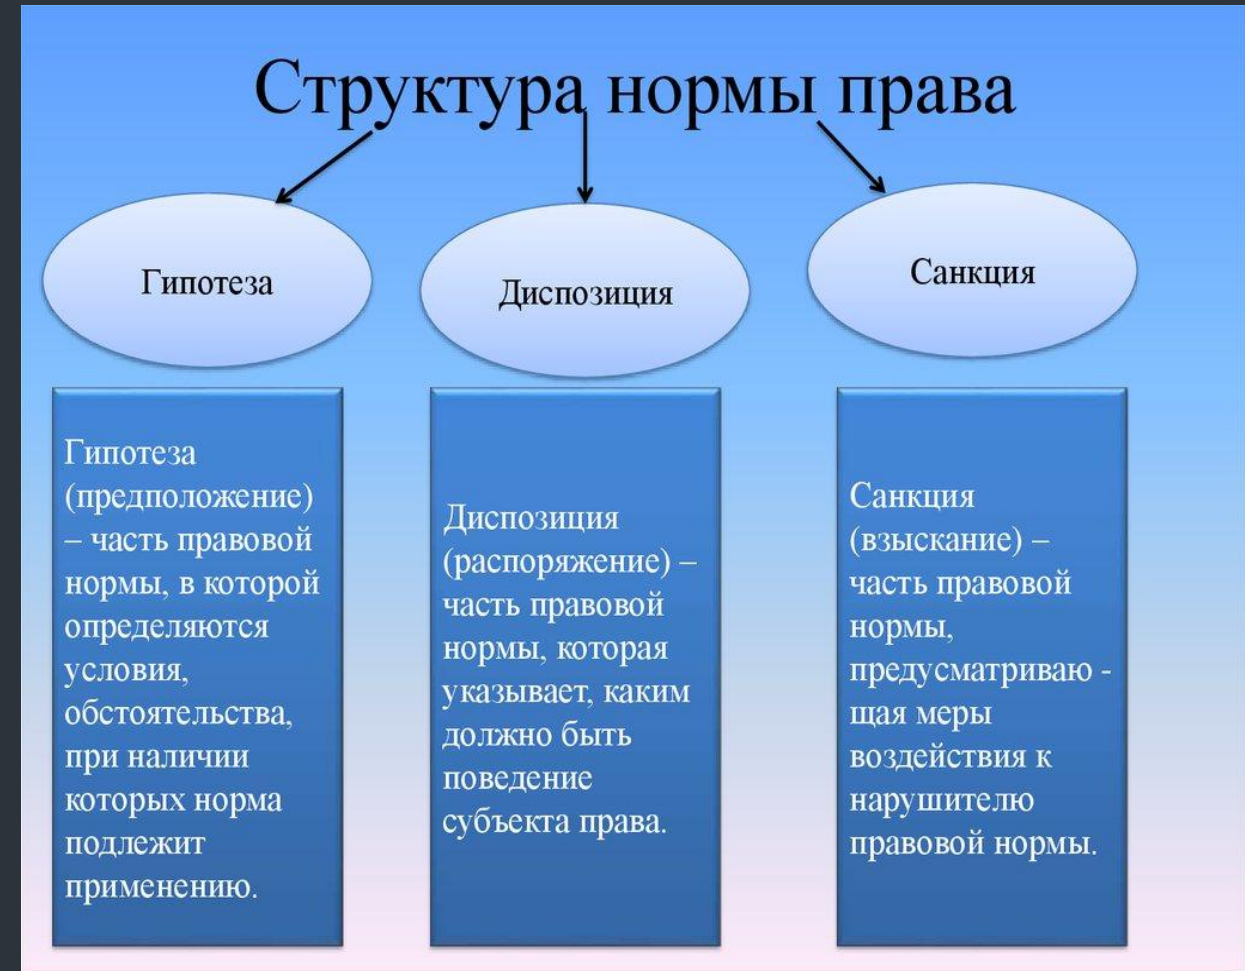 Структура нормы права
Гипотеза
Диспозиция
Санкция
Гипотеза
(предположение)
– часть правовой
нормы, в которой
определяются
условия,
обстоятельства,
при наличии
которых норма
подлежит
применению.
Диспозиция
(распоряжение) –
часть правовой
нормы, которая
указывает, каким
должно быть
поведение
субъекта права.
Санкция
(взыскание) –
часть правовой
нормы,
предусматриваю -
щая меры
воздействия к
нарушителю
правовой нормы.